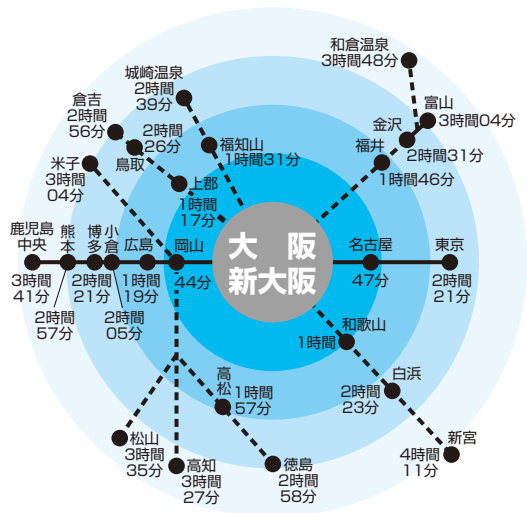 和倉温泉
3時間48分
富山
3時間04分
金沢
2時間31分
福井
1時間46分
城崎温泉
2時間
39分
福知山
1時間31分
倉吉
2時間
56分
2時間
26分
鳥取
上郡
1時間
17分
米子
3時間
04分
鹿児島
中央
3時間
41分
熊本
2時間
57分
博多
2時間
21分
小倉
2時間
05分
広島
1時間
19分
岡山
44分
大 阪
新大阪
名古屋
47分
東京
2時間
21分
和歌山
1時間
白浜
2時間
23分
新宮
4時間
11分
高松
1時間
57分
松山
3時間
35分
高知
3時間
27分
徳島
2時間
58分